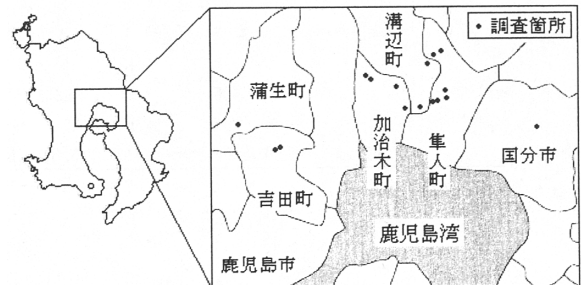 • 調査箇所
溝辺町
蒲生町
加治木町
隼人町
国分市
吉田町
鹿児島湾
鹿児島市